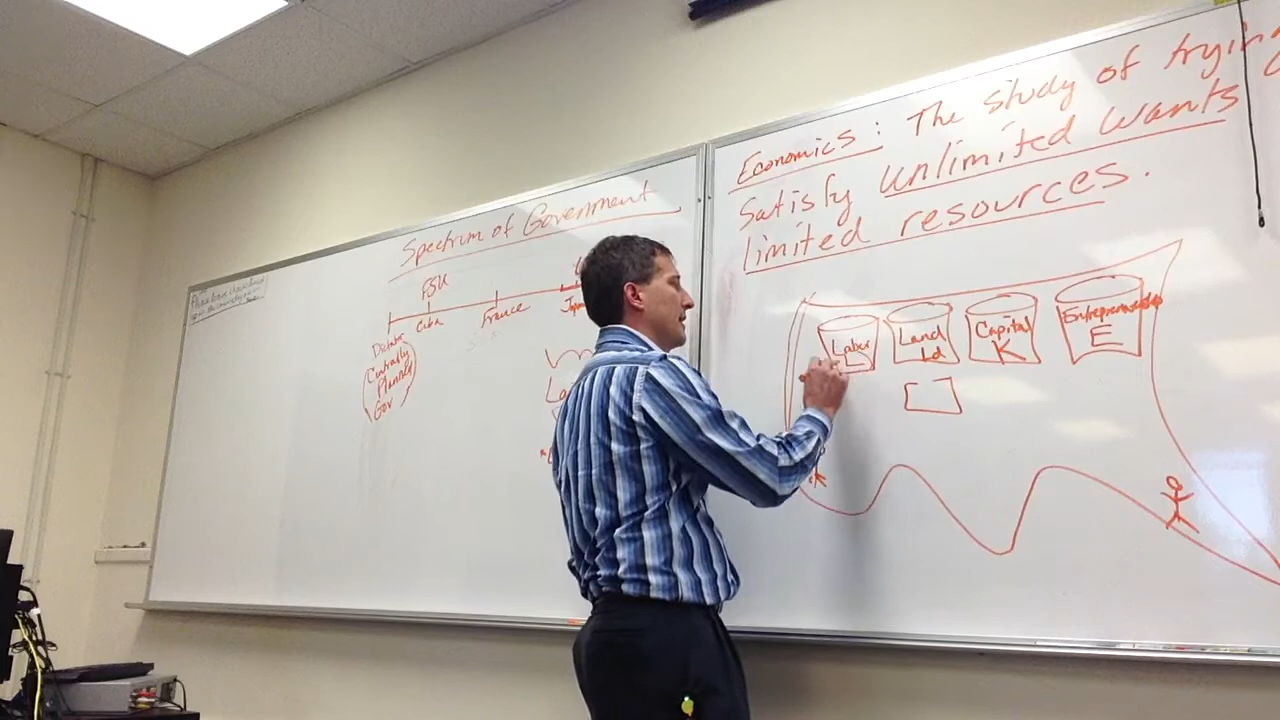 Spectrum of Government
FSU
Cuba
France
Dictator
Centrally
Planned
Gov
Economics: The study of trying
Satisfy unlimited wants
limited resources.
Labor
L
Land
Ld
Capital
K
Entrepreneurship
E